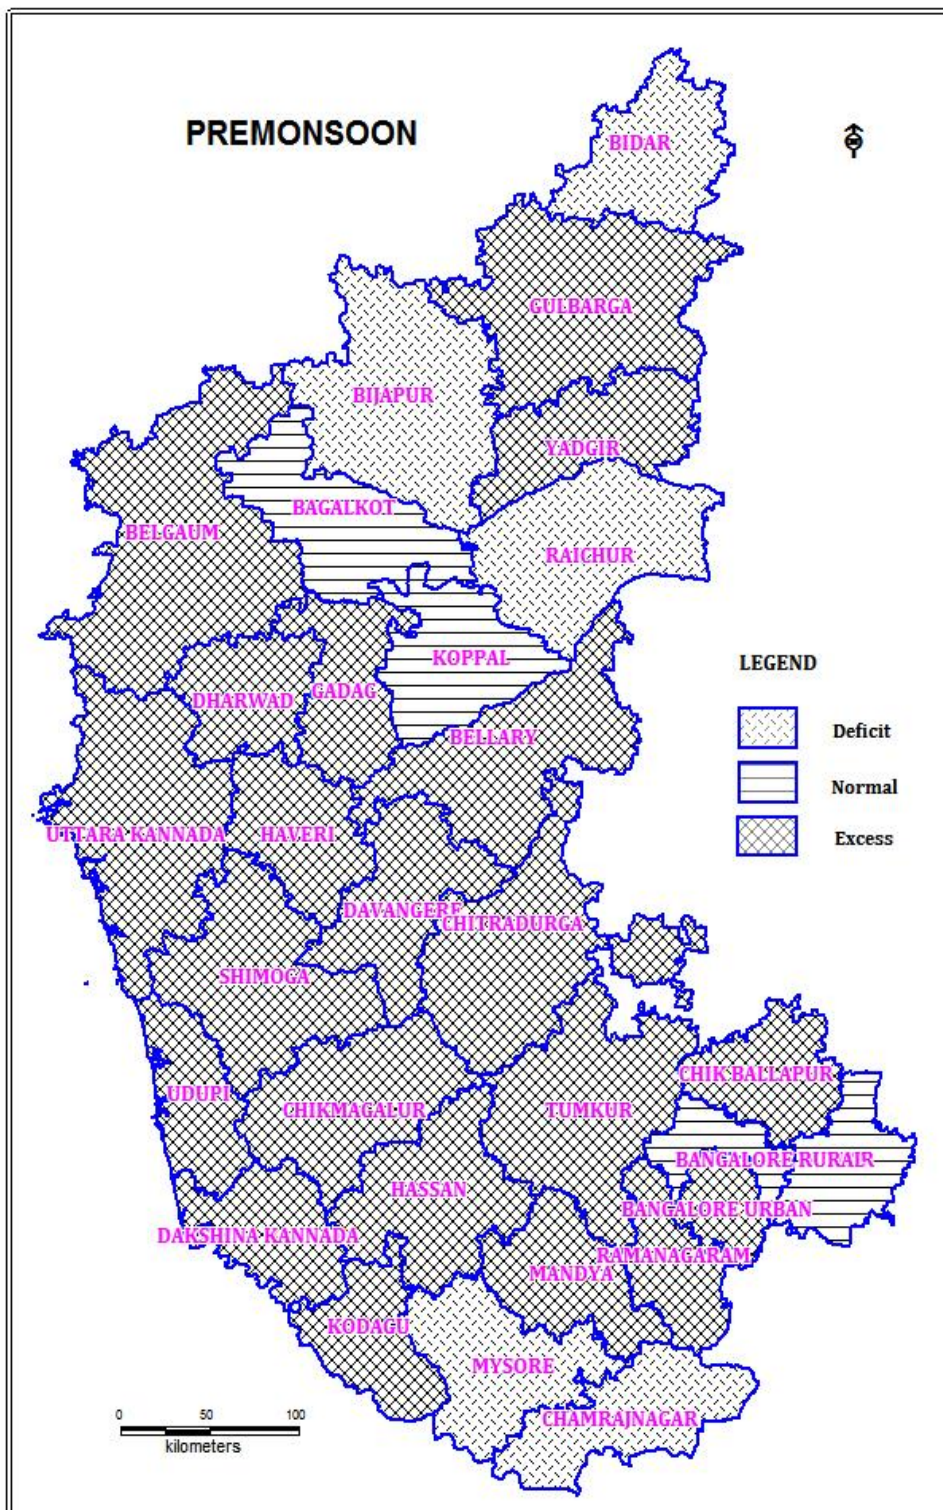 PREMONSOON
BIDAR
GULBARGA
BIJAPUR
YADGIR
BAGALKOT
BELGAUM
RAICHUR
KOPPAL
LEGEND
DHARWAD
GADAG
BELLARY
Deficit
Normal
UTTARA KANNADA
HAVERI
Excess
DAVANGERE
CHITRADURGA
SHIMOGA
CHIK BALLAPUR
UDUPI
CHIKMAGALUR
TUMKUR
BANGALORE RURAIR
HASSAN
BANGALORE URBAN
DAKSHINA KANNADA
RAMANAGARAM
MANDYA
KODAGU
MYSORE
CHAMRAJNAGAR
0 50 100
kilometers